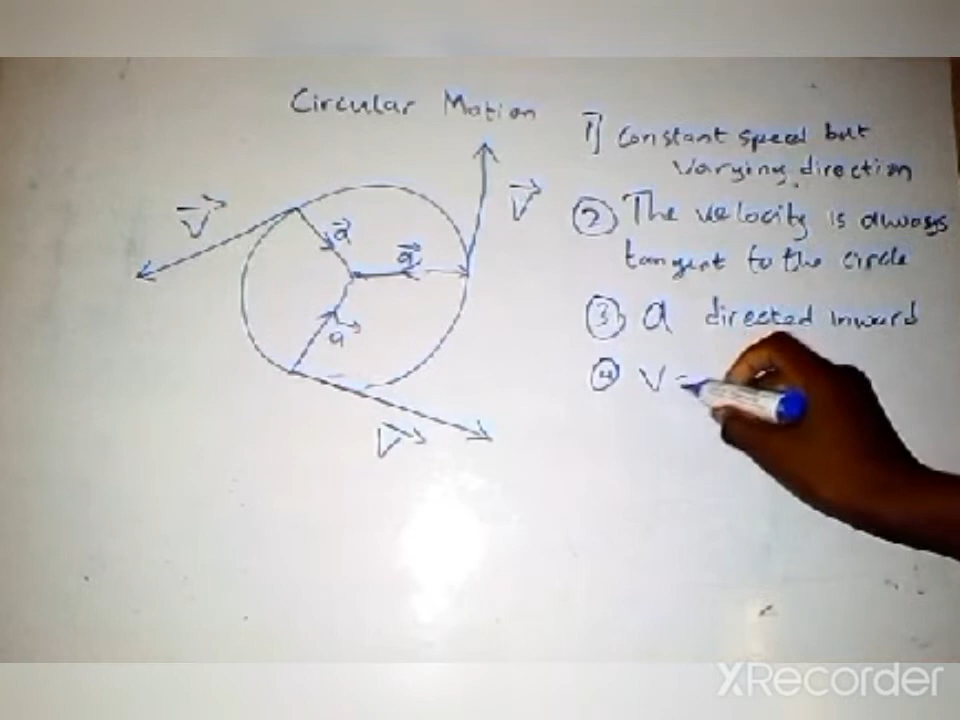 Circular Motion
1] Constant speed but
varying direction
2) The velocity is always
tangent to the circle
3) a directed inward
4) V =
V
V
a
a
a
V
XRecorder